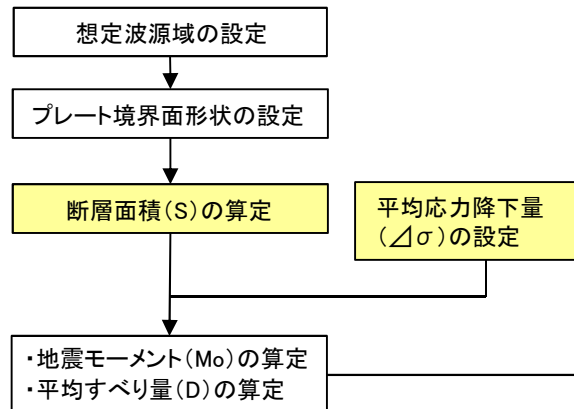 想定波源域の設定
プレート境界面形状の設定
断層面積(S)の算定
平均応力降下量
(⊿σ)の設定
・地震モーメント(Mo)の算定
・平均すべり量(D)の算定